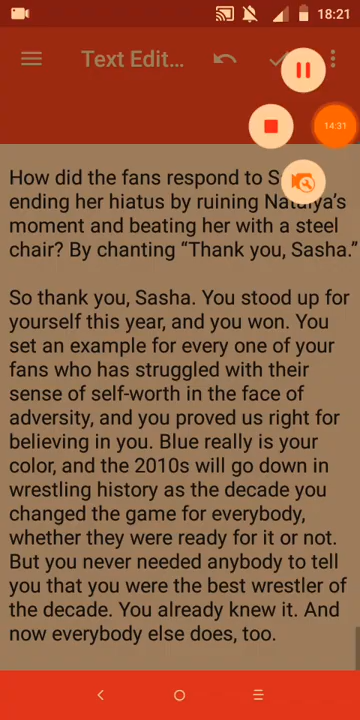 18:21
Text Edit...
14:31
How did the fans respond to S
ending her hiatus by ruining Natalya's
moment and beating her with a steel
chair? By chanting “Thank you, Sasha.”
So thank you, Sasha. You stood up for
yourself this year, and you won. You
set an example for every one of your
fans who has struggled with their
sense of self-worth in the face of
adversity, and you proved us right for
believing in you. Blue really is your
color, and the 2010s will go down in
wrestling history as the decade you
changed the game for everybody,
whether they were ready for it or not.
But you never needed anybody to tell
you that you were the best wrestler of
the decade. You already knew it. And
now everybody else does, too.